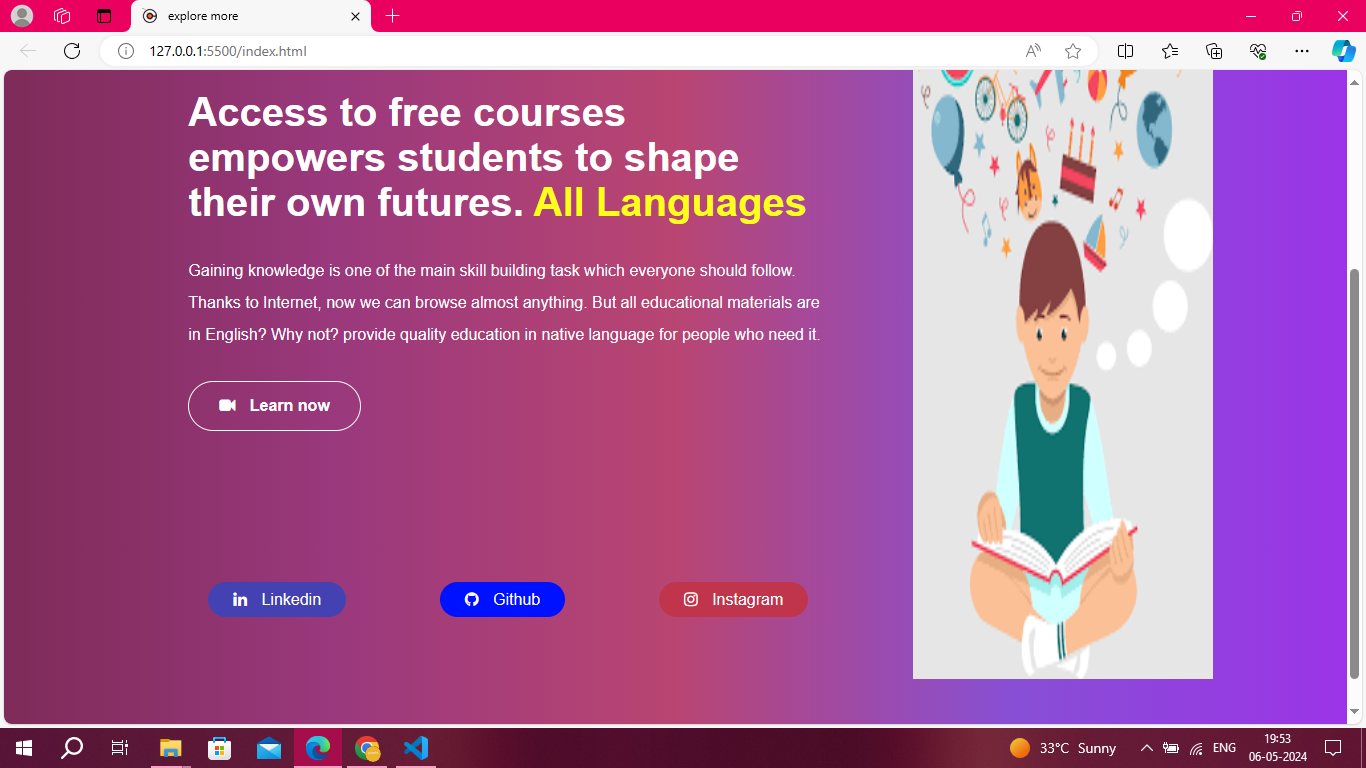 explore more
127.0.0.1:5500/index.html
Access to free courses
empowers students to shape
their own futures. All Languages
Gaining knowledge is one of the main skill building task which everyone should follow.
Thanks to Internet, now we can browse almost anything. But all educational materials are
in English? Why not? provide quality education in native language for people who need it.
Learn now
Linkedin
Github
Instagram
33°C Sunny
ENG
19:53
06-05-2024